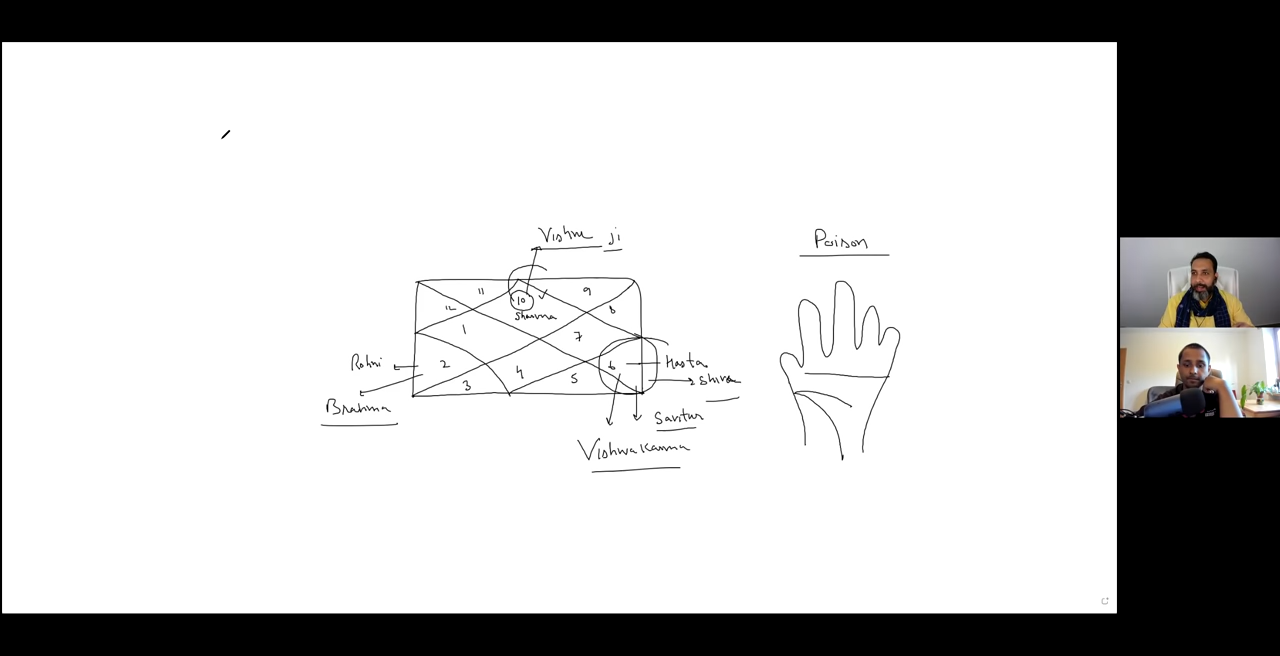 Vishnu ji
Poison
11
9
12
10
8
Shravna
1
7
Rohni
2
6
Hasta
4
5
Shiva
3
Brahma
Savitur
Vishwakarma